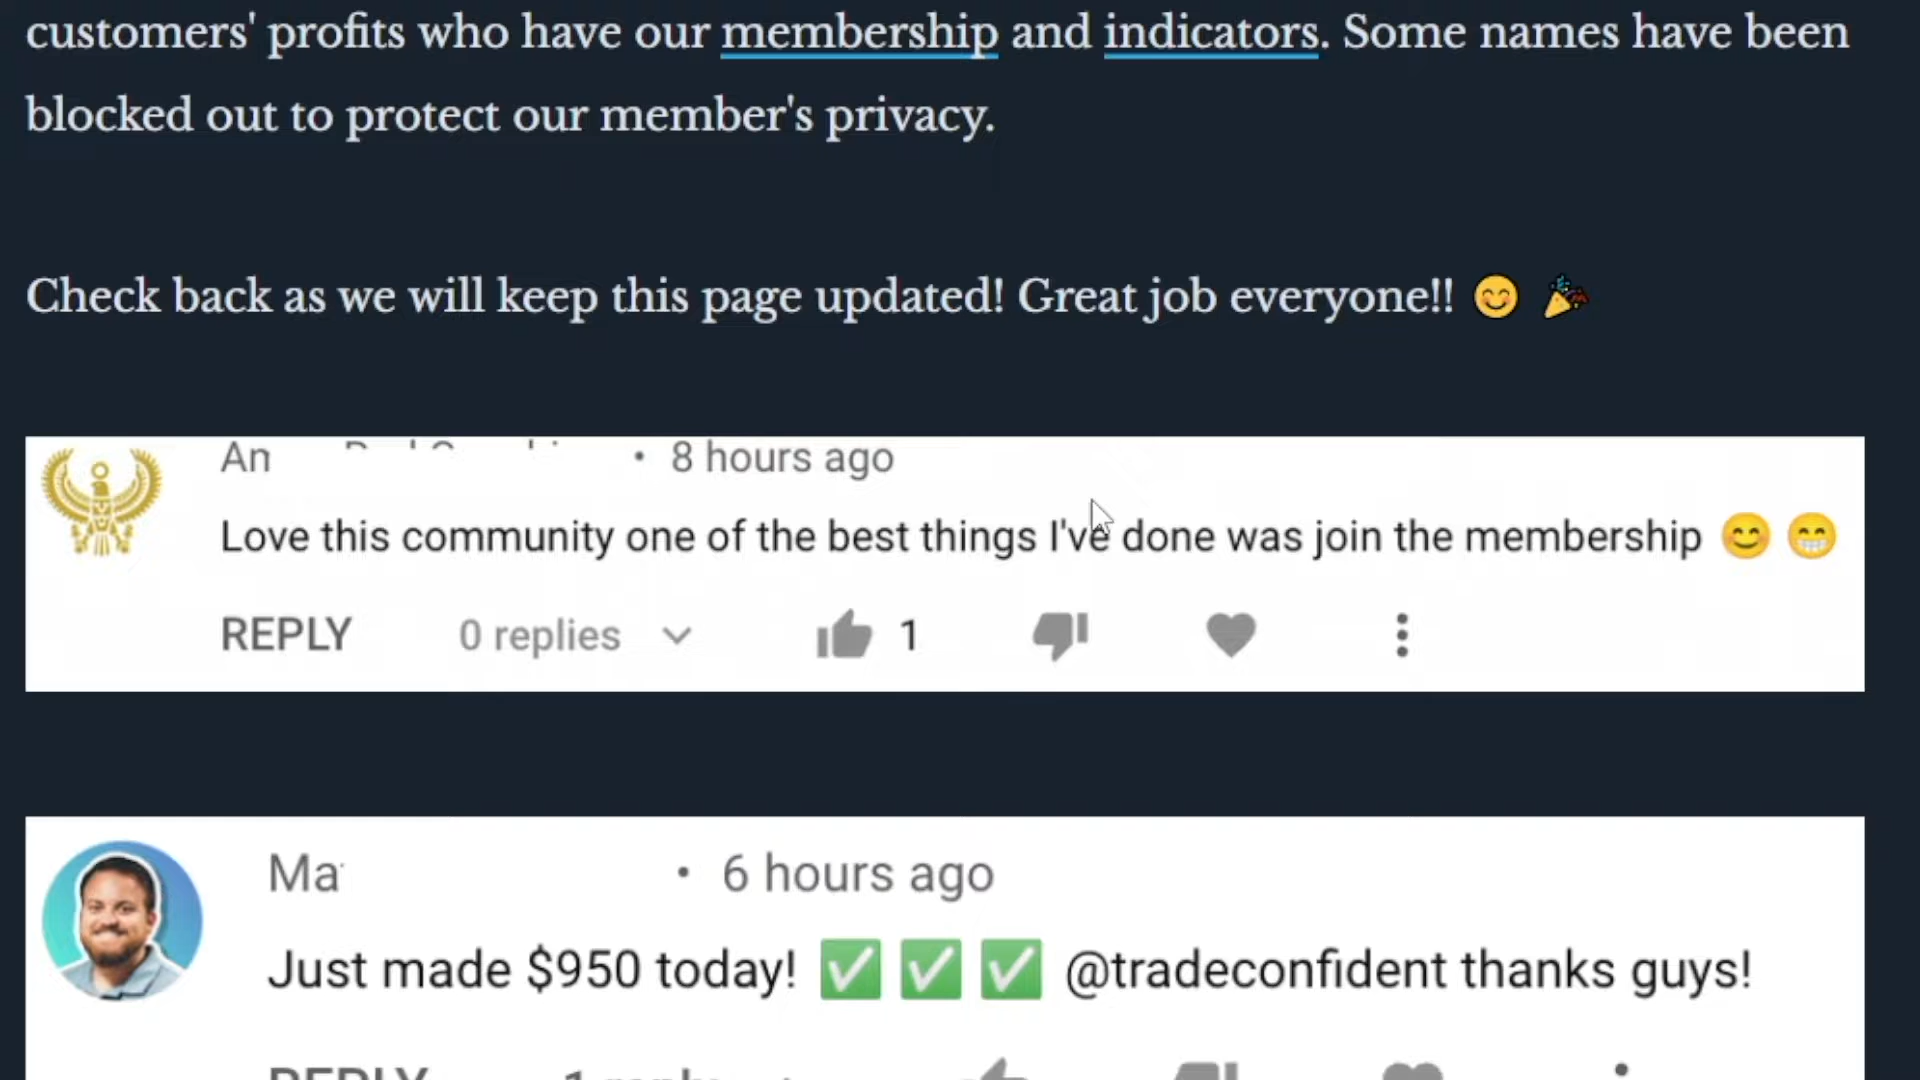 customers' profits who have our membership and indicators. Some names have been
blocked out to protect our member's privacy.
Check back as we will keep this page updated! Great job everyone!! 😊 🎉
An • 8 hours ago
Love this community one of the best things I've done was join the membership 😊 😁
REPLY 0 replies 1
Ma • 6 hours ago
Just made $950 today! ✅ ✅ ✅ @tradeconfident thanks guys!
REPLY 1 reply